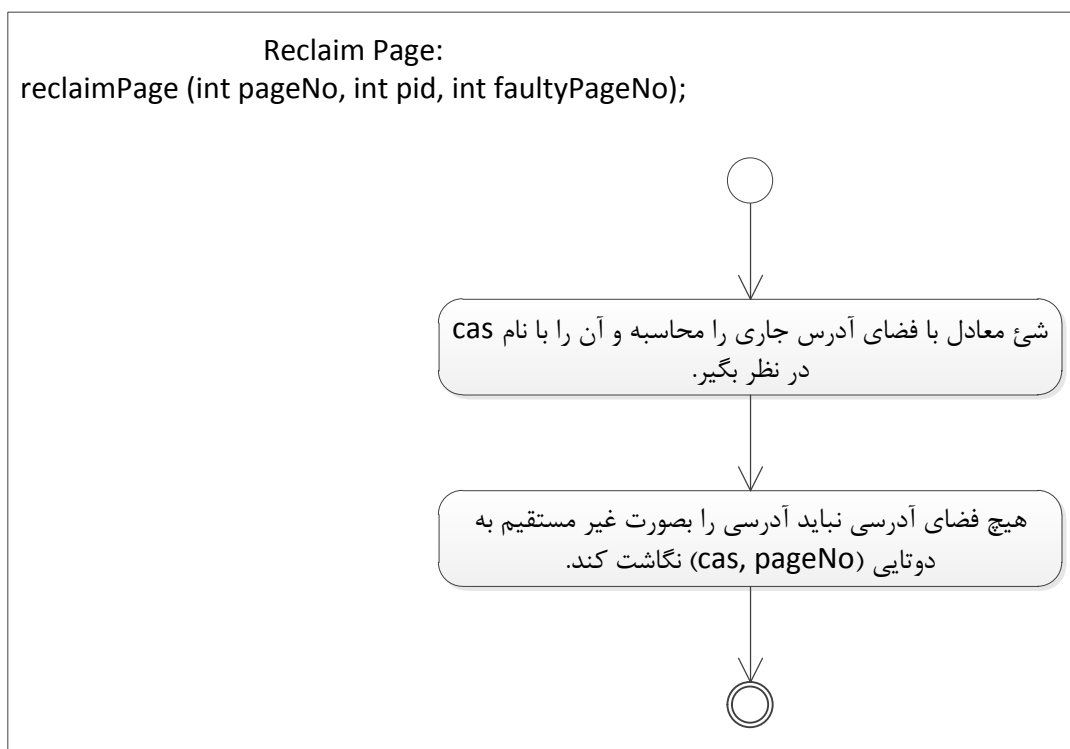 Reclaim Page:
reclaimPage (int pageNo, int pid, int faultyPageNo);
شئ معادل با فضای آدرس جاری را محاسبه و آن را با نام cas
در نظر بگیر.
هیچ فضای آدرسی نباید آدرسی را بصورت غیر مستقیم به
دوتایی (cas, pageNo) نگاشت کند.